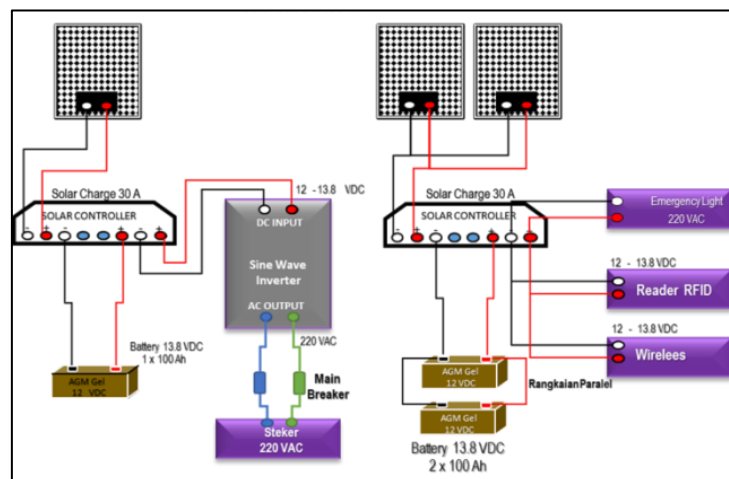 Solar Charge 30 A
SOLAR CONTROLLER
- + - + - +
12 - 13.8 VDC
DC INPUT
Sine Wave
Inverter
AC OUTPUT
220 VAC
Main
Breaker
Steker
220 VAC
Battery 13.8 VDC
1 x 100 Ah
AGM Gel
12 VDC
Solar Charge 30 A
SOLAR CONTROLLER
- + - +
Emergency Light
220 VAC
12 - 13.8 VDC
Reader RFID
12 - 13.8 VDC
Wirelees
AGM Gel
12 VDC
Rangkaian Paralel
AGM Gel
12 VDC
Battery 13.8 VDC
2 x 100 Ah